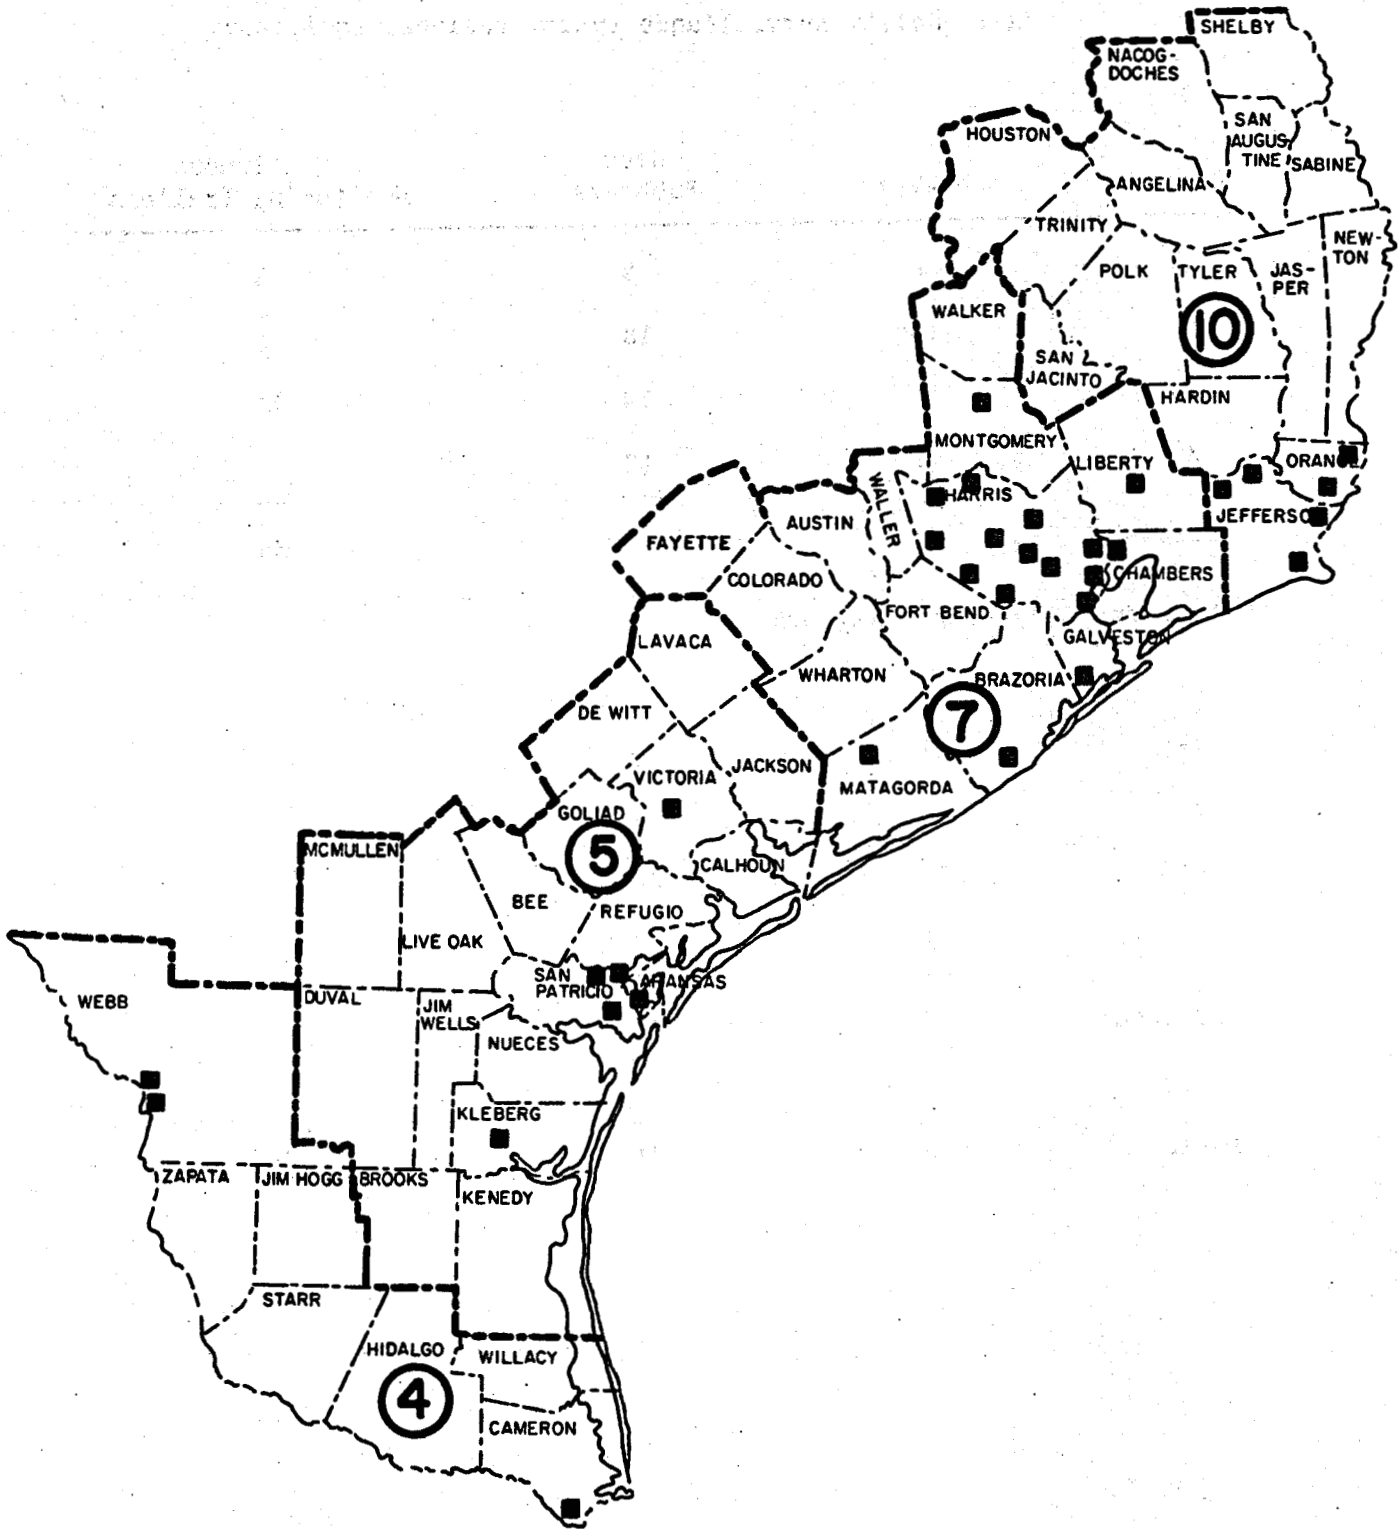 SHELBY
NACOG-
DOCHES
SAN
AUGUS-
TINE
SABINE
HOUSTON
ANGELINA
TRINITY
NEW-
TON
POLK
TYLER
JAS-
PER
WALKER
10
SAN
JACINTO
HARDIN
MONTGOMERY
LIBERTY
ORANGE
HARRIS
WALLER
AUSTIN
JEFFERSO
FAYETTE
COLORADO
CHAMBERS
FORT BEND
GALVESTON
LAVACA
WHARTON
BRAZORIA
DE WITT
7
JACKSON
VICTORIA
MATAGORDA
GOLIAD
5
MCMULLEN
CALHOUN
BEE
REFUGIO
LIVE OAK
SAN
PATRICIO
ARANSAS
WEBB
DUVAL
JIM
WELLS
NUECES
KLEBERG
ZAPATA
JIM HOGG
BROOKS
KENEDY
STARR
HIDALGO
WILLACY
4
CAMERON